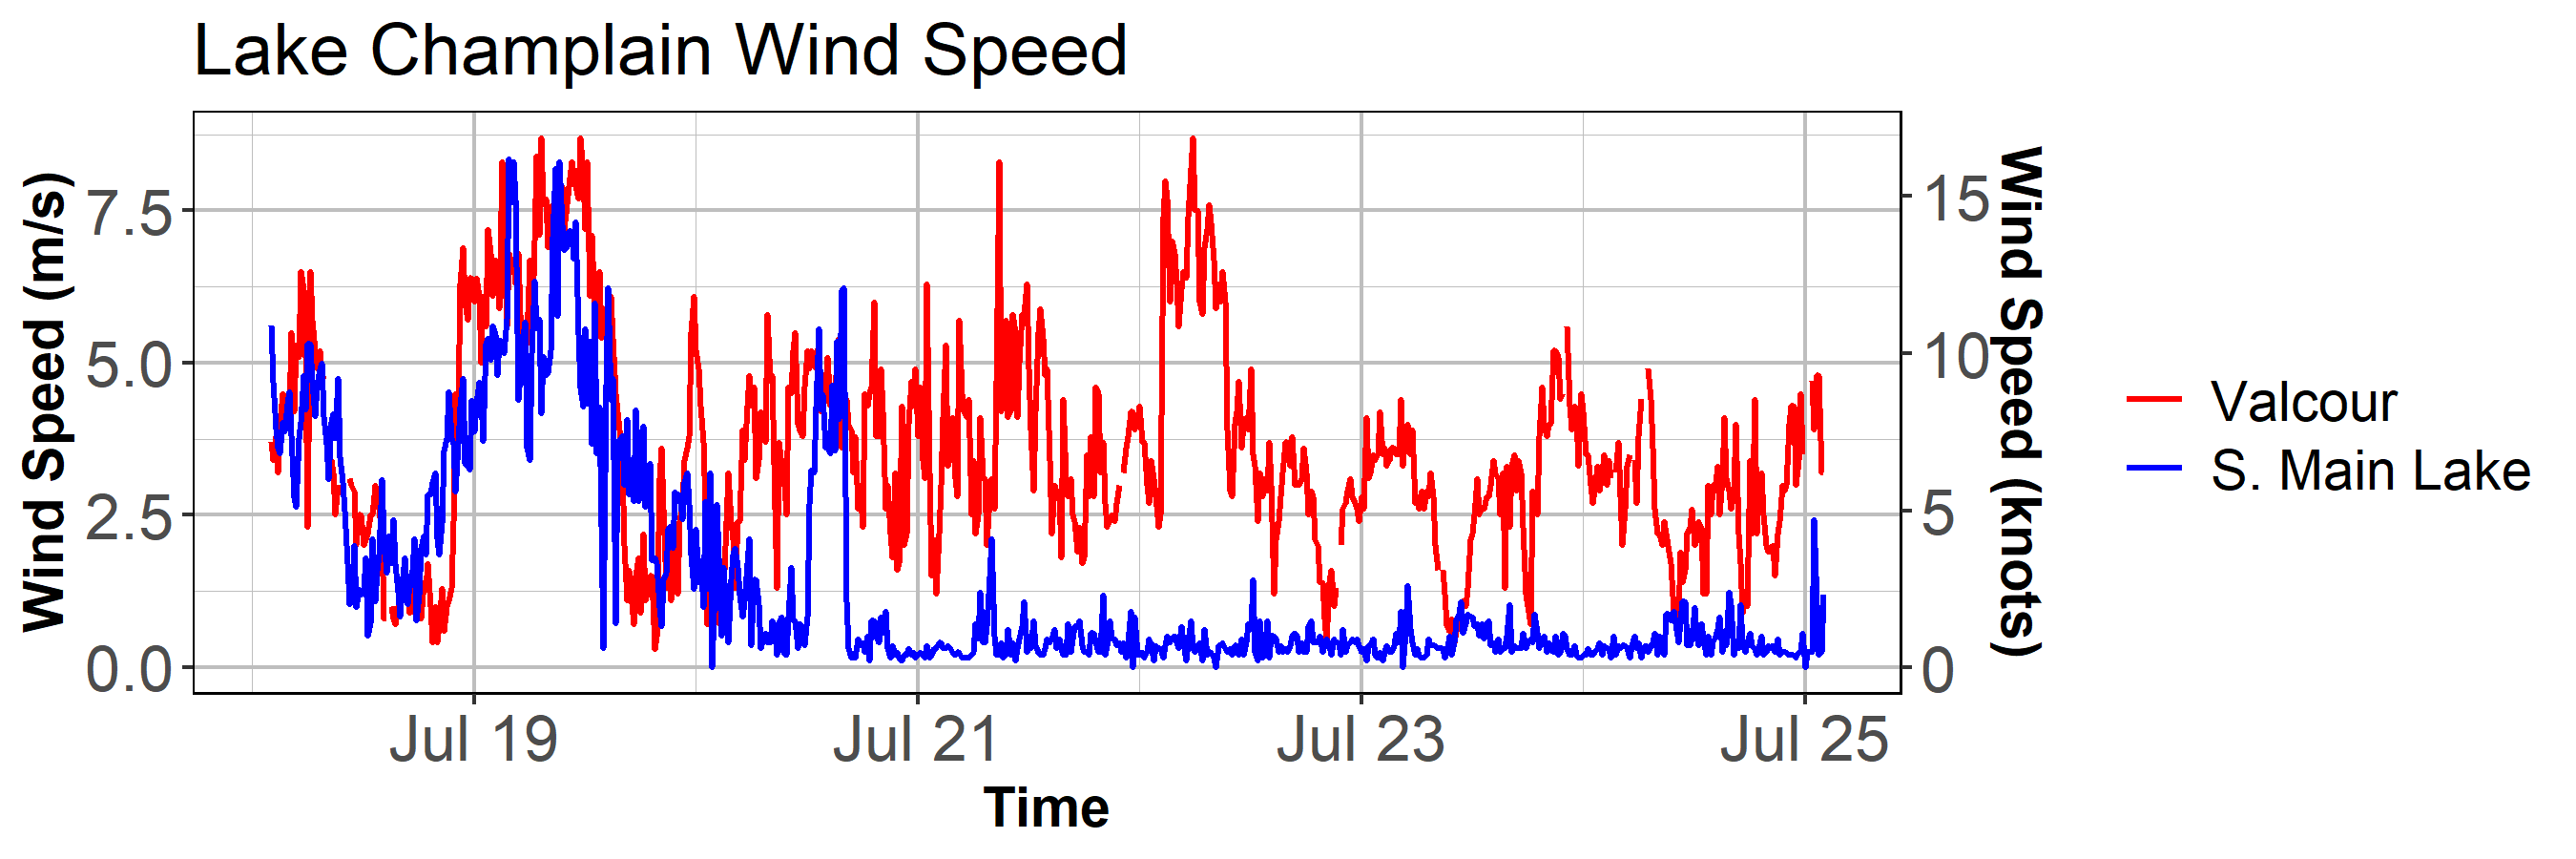 Lake Champlain Wind Speed
Wind Speed (m/s)
7.5
5.0
2.5
0.0
15
10
5
0
Wind Speed (knots)
Jul 19
Jul 21
Jul 23
Jul 25
Time
Valcour
S. Main Lake